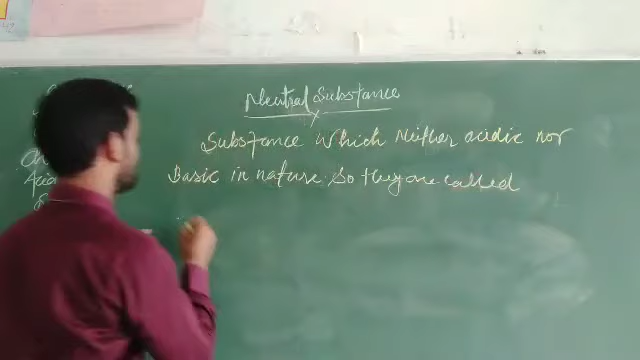 Neutral Substance
Substance Which Neither acidic nor
Basic in nature. So they are called